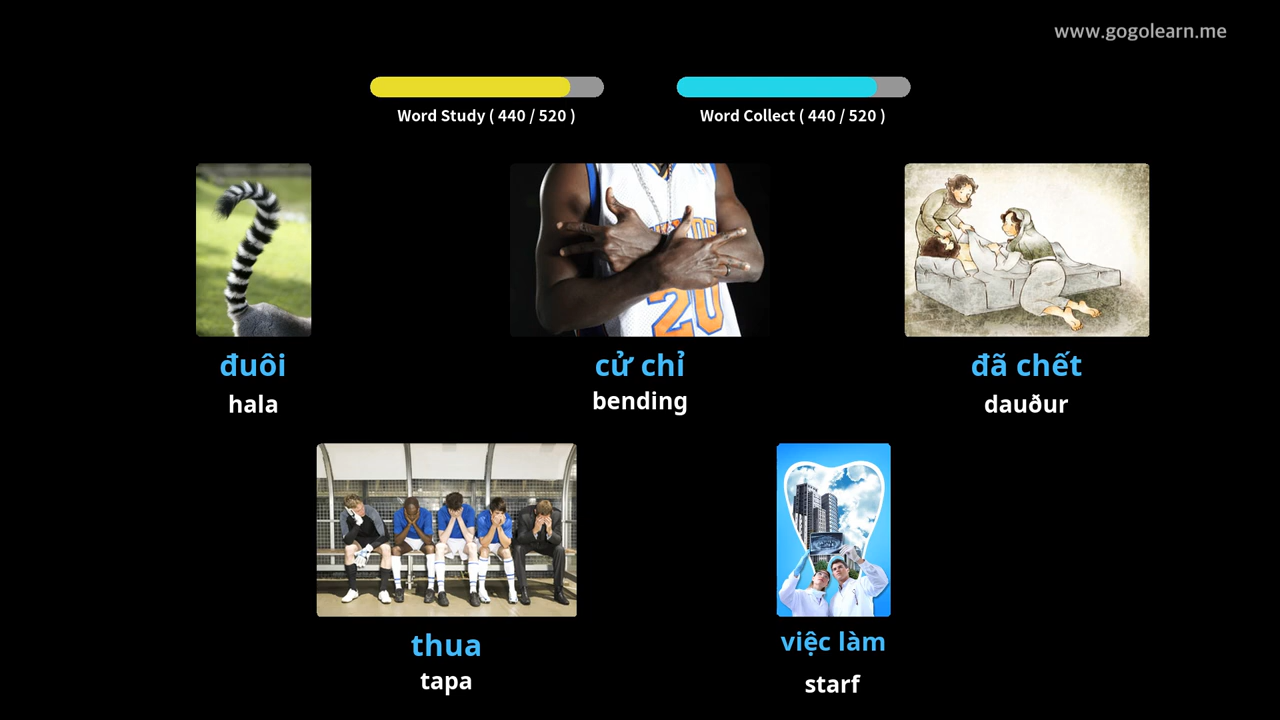 www.gogolearn.me
Word Study ( 440 / 520 )
Word Collect ( 440 / 520 )
đuôi
hala
cử chỉ
bending
đã chết
dauður
20
thua
tapa
việc làm
starf